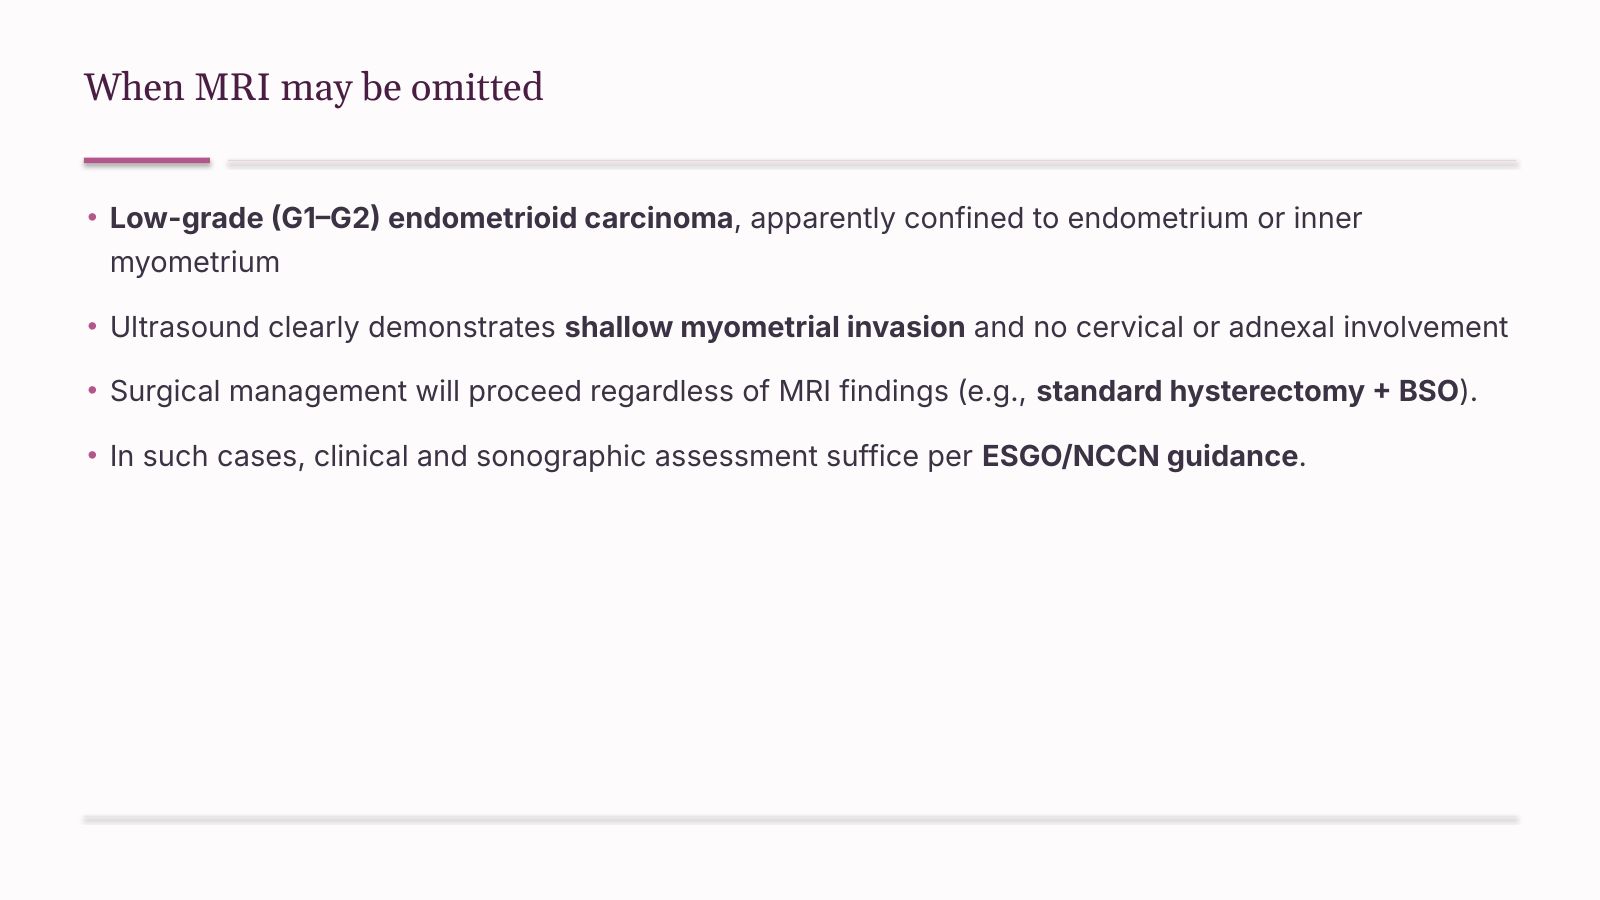 When MRI may be omitted
• Low-grade (G1–G2) endometrioid carcinoma, apparently confined to endometrium or inner
myometrium
• Ultrasound clearly demonstrates shallow myometrial invasion and no cervical or adnexal involvement
• Surgical management will proceed regardless of MRI findings (e.g., standard hysterectomy + BSO).
• In such cases, clinical and sonographic assessment suffice per ESGO/NCCN guidance.